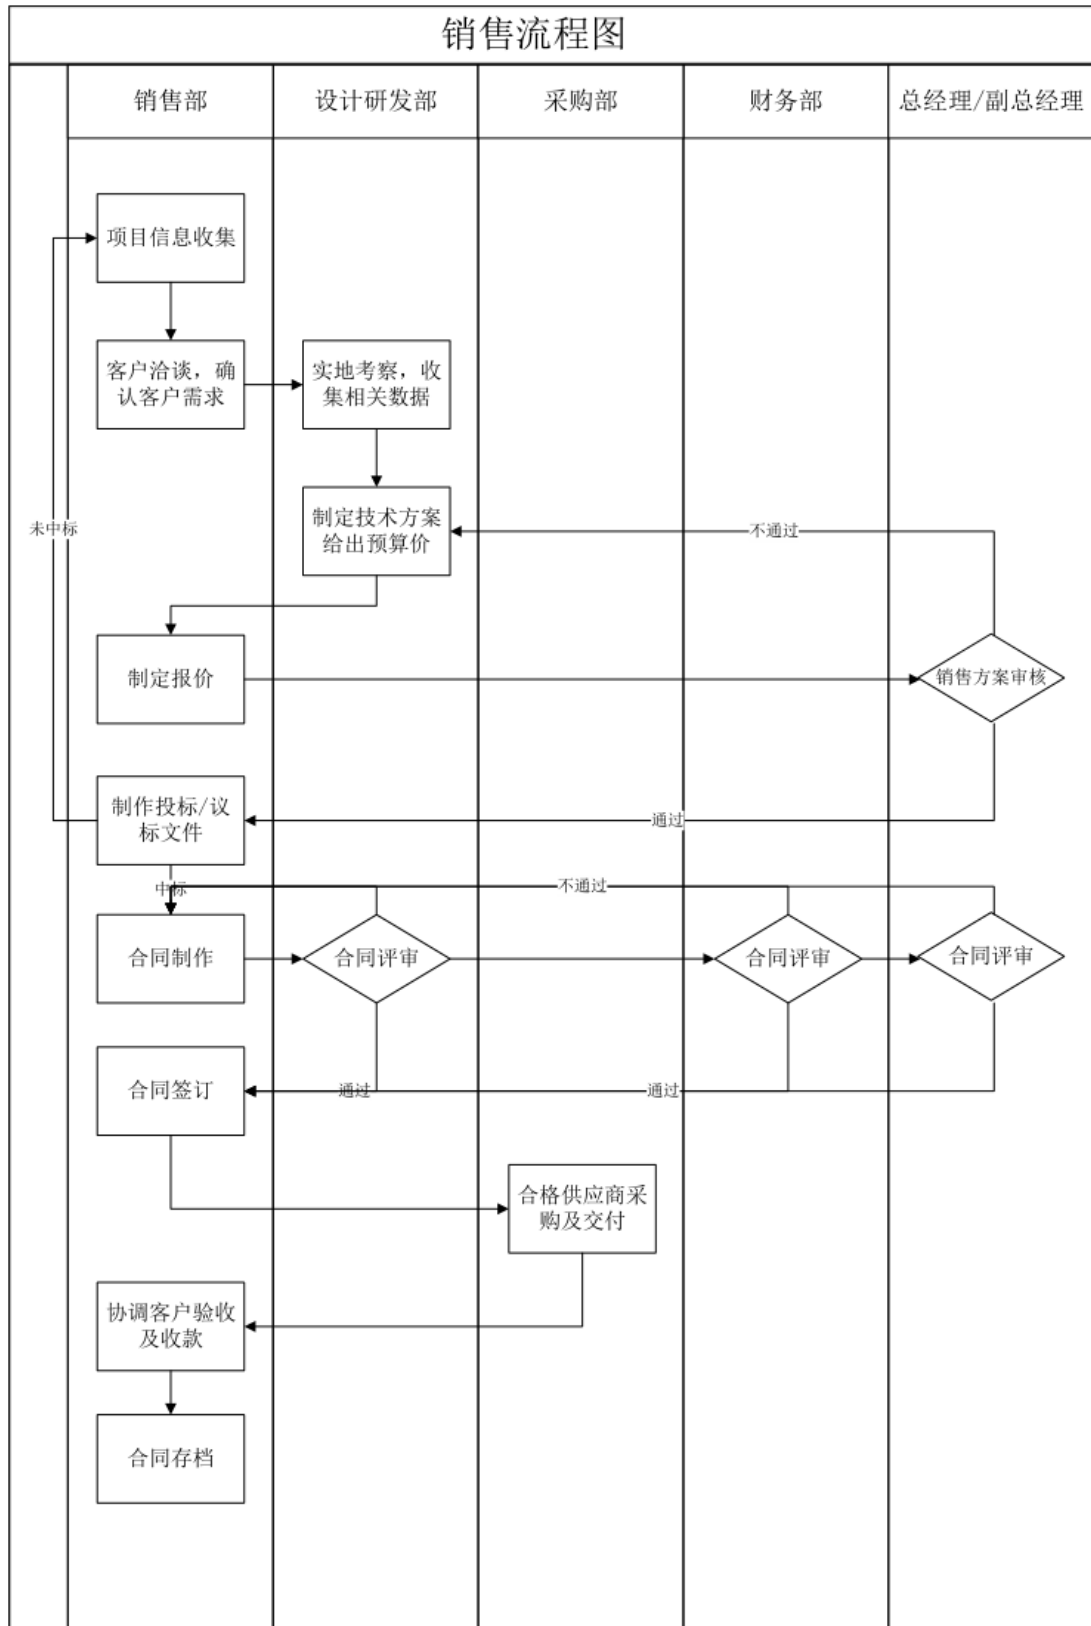 销售流程图
销售部
设计研发部
采购部
财务部
总经理/副总经理
项目信息收集
客户洽谈，确
认客户需求
实地考察，收
集相关数据
未中标
制定技术方案
给出预算价
不通过
制定报价
销售方案审核
制作投标/议
标文件
通过
中标
不通过
合同制作
合同评审
合同评审
合同评审
合同签订
通过
通过
合格供应商采
购及交付
协调客户验收
及收款
合同存档